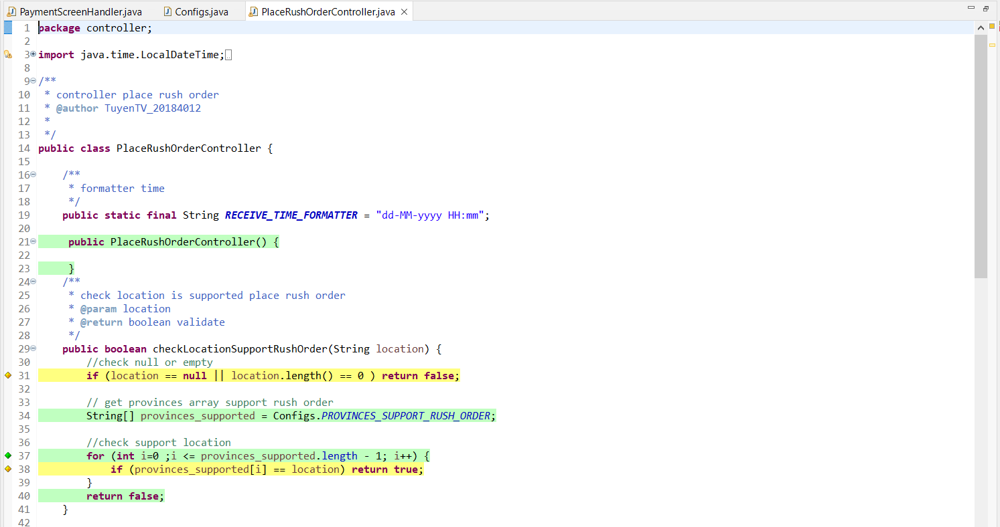 PaymentScreenHandler.java Configs.java PlaceRushOrderController.java
1 package controller;
2
3 import java.time.LocalDateTime;
8
9 /**
10 * controller place rush order
11 * @author TuyenTV_20184012
12 *
13 */
14 public class PlaceRushOrderController {
15
16 /**
17 * formatter time
18 */
19 public static final String RECEIVE_TIME_FORMATTER = "dd-MM-yyyy HH:mm";
20
21 public PlaceRushOrderController() {
22
23 }
24 /**
25 * check location is supported place rush order
26 * @param location
27 * @return boolean validate
28 */
29 public boolean checkLocationSupportRushOrder(String location) {
30 //check null or empty
31 if (location == null || location.length() == 0 ) return false;
32
33 // get provinces array support rush order
34 String[] provinces_supported = Configs.PROVINCES_SUPPORT_RUSH_ORDER;
35
36 //check support location
37 for (int i=0 ;i <= provinces_supported.length - 1; i++) {
38 if (provinces_supported[i] == location) return true;
39 }
40 return false;
41 }
42